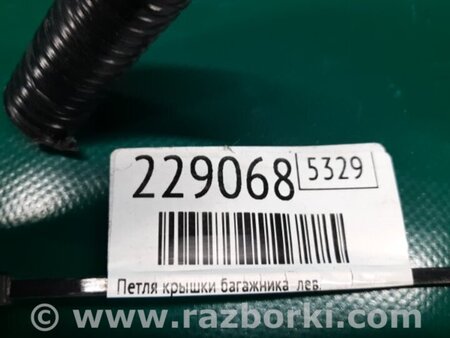 229068 5329
Петля крышки багажника лев.
www.razborki.com